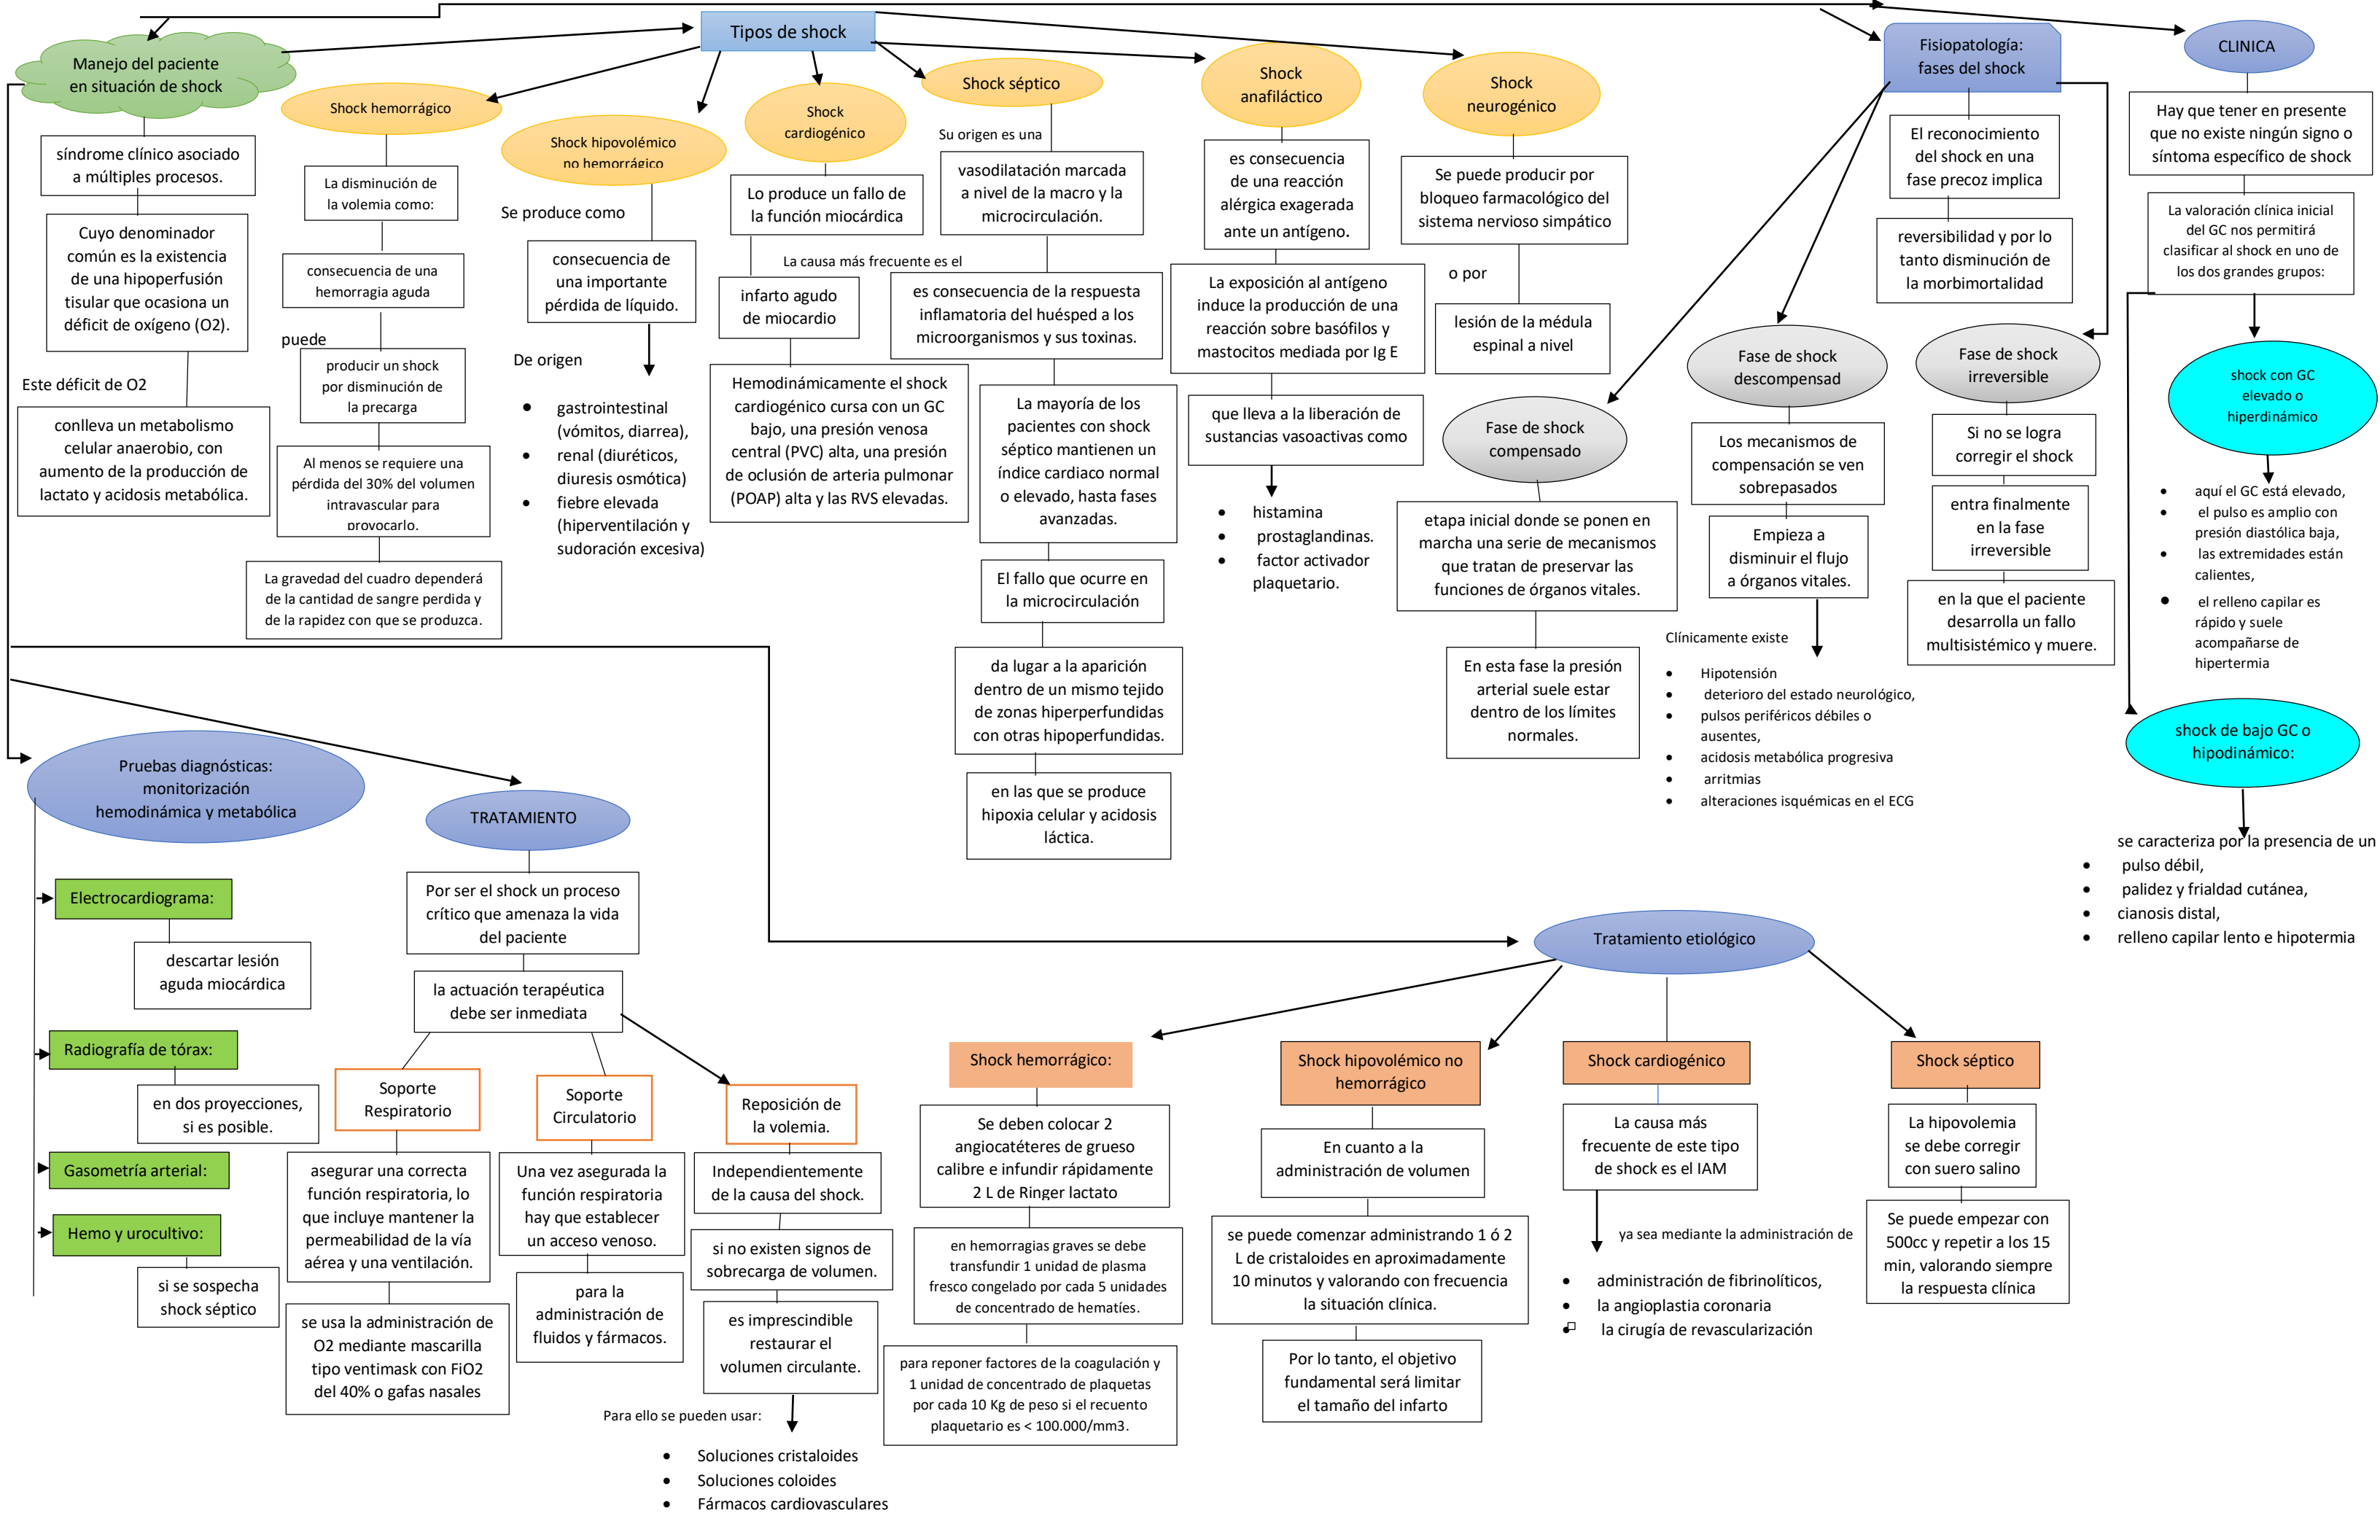 Manejo del paciente
en situación de shock
síndrome clínico asociado
a múltiples procesos.
Cuyo denominador
común es la existencia
de una hipoperfusión
tisular que ocasiona un
déficit de oxígeno (O2).
Este déficit de O2
conlleva un metabolismo
celular anaerobio, con
aumento de la producción de
lactato y acidosis metabólica.
Tipos de shock
Shock hemorrágico
La disminución de
la volemia como:
consecuencia de una
hemorragia aguda
puede
producir un shock
por disminución de
la precarga
Al menos se requiere una
pérdida del 30% del volumen
intravascular para
provocarlo.
La gravedad del cuadro dependerá
de la cantidad de sangre perdida y
de la rapidez con que se produzca.
Shock hipovolémico
no hemorrágico
Se produce como
consecuencia de
una importante
pérdida de líquido.
De origen
• gastrointestinal
(vómitos, diarrea),
• renal (diuréticos,
diuresis osmótica)
• fiebre elevada
(hiperventilación y
sudoración excesiva)
Shock
cardiogénico
Lo produce un fallo de
la función miocárdica
La causa más frecuente es el
infarto agudo
de miocardio
Hemodinámicamente el shock
cardiogénico cursa con un GC
bajo, una presión venosa
central (PVC) alta, una presión
de oclusión de arteria pulmonar
(POAP) alta y las RVS elevadas.
Shock séptico
Su origen es una
vasodilatación marcada
a nivel de la macro y la
microcirculación.
es consecuencia de la respuesta
inflamatoria del huésped a los
microorganismos y sus toxinas.
La mayoría de los
pacientes con shock
séptico mantienen un
índice cardiaco normal
o elevado, hasta fases
avanzadas.
El fallo que ocurre en
la microcirculación
da lugar a la aparición
dentro de un mismo tejido
de zonas hiperperfundidas
con otras hipoperfundidas.
en las que se produce
hipoxia celular y acidosis
láctica.
Shock
anafiláctico
es consecuencia
de una reacción
alérgica exagerada
ante un antígeno.
La exposición al antígeno
induce la producción de una
reacción sobre basófilos y
mastocitos mediada por Ig E
que lleva a la liberación de
sustancias vasoactivas como
• histamina
• prostaglandinas.
• factor activador
plaquetario.
Shock
neurogénico
Se puede producir por
bloqueo farmacológico del
sistema nervioso simpático
o por
lesión de la médula
espinal a nivel
Fisiopatología:
fases del shock
El reconocimiento
del shock en una
fase precoz implica
reversibilidad y por lo
tanto disminución de
la morbimortalidad
Fase de shock
compensado
etapa inicial donde se ponen en
marcha una serie de mecanismos
que tratan de preservar las
funciones de órganos vitales.
En esta fase la presión
arterial suele estar
dentro de los límites
normales.
Fase de shock
descompensad
Los mecanismos de
compensación se ven
sobrepasados
Empieza a
disminuir el flujo
a órganos vitales.
Clínicamente existe
• Hipotensión
• deterioro del estado neurológico,
• pulsos periféricos débiles o
ausentes,
• acidosis metabólica progresiva
• arritmias
• alteraciones isquémicas en el ECG
Fase de shock
irreversible
Si no se logra
corregir el shock
entra finalmente
en la fase
irreversible
en la que el paciente
desarrolla un fallo
multisistémico y muere.
CLINICA
Hay que tener en presente
que no existe ningún signo o
síntoma específico de shock
La valoración clínica inicial
del GC nos permitirá
clasificar al shock en uno de
los dos grandes grupos:
shock con GC
elevado o
hiperdinámico
• aquí el GC está elevado,
• el pulso es amplio con
presión diastólica baja,
• las extremidades están
calientes,
• el relleno capilar es
rápido y suele
acompañarse de
hipertermia
shock de bajo GC o
hipodinámico:
se caracteriza por la presencia de un
• pulso débil,
• palidez y frialdad cutánea,
• cianosis distal,
• relleno capilar lento e hipotermia
Pruebas diagnósticas:
monitorización
hemodinámica y metabólica
Electrocardiograma:
descartar lesión
aguda miocárdica
Radiografía de tórax:
en dos proyecciones,
si es posible.
Gasometría arterial:
Hemo y urocultivo:
si se sospecha
shock séptico
TRATAMIENTO
Por ser el shock un proceso
crítico que amenaza la vida
del paciente
la actuación terapéutica
debe ser inmediata
Soporte
Respiratorio
asegurar una correcta
función respiratoria, lo
que incluye mantener la
permeabilidad de la vía
aérea y una ventilación.
se usa la administración de
O2 mediante mascarilla
tipo ventimask con FiO2
del 40% o gafas nasales
Soporte
Circulatorio
Una vez asegurada la
función respiratoria
hay que establecer
un acceso venoso.
para la
administración de
fluidos y fármacos.
Reposición de
la volemia.
Independientemente
de la causa del shock.
si no existen signos de
sobrecarga de volumen.
es imprescindible
restaurar el
volumen circulante.
Para ello se pueden usar:
• Soluciones cristaloides
• Soluciones coloides
• Fármacos cardiovasculares
Tratamiento etiológico
Shock hemorrágico:
Se deben colocar 2
angiocatéteres de grueso
calibre e infundir rápidamente
2 L de Ringer lactato
en hemorragias graves se debe
transfundir 1 unidad de plasma
fresco congelado por cada 5 unidades
de concentrado de hematíes.
para reponer factores de la coagulación y
1 unidad de concentrado de plaquetas
por cada 10 Kg de peso si el recuento
plaquetario es < 100.000/mm3.
Shock hipovolémico no
hemorrágico
En cuanto a la
administración de volumen
se puede comenzar administrando 1 ó 2
L de cristaloides en aproximadamente
10 minutos y valorando con frecuencia
la situación clínica.
Por lo tanto, el objetivo
fundamental será limitar
el tamaño del infarto
Shock cardiogénico
La causa más
frecuente de este tipo
de shock es el IAM
ya sea mediante la administración de
• administración de fibrinolíticos,
• la angioplastia coronaria
• la cirugía de revascularización
Shock séptico
La hipovolemia
se debe corregir
con suero salino
Se puede empezar con
500cc y repetir a los 15
min, valorando siempre
la respuesta clínica